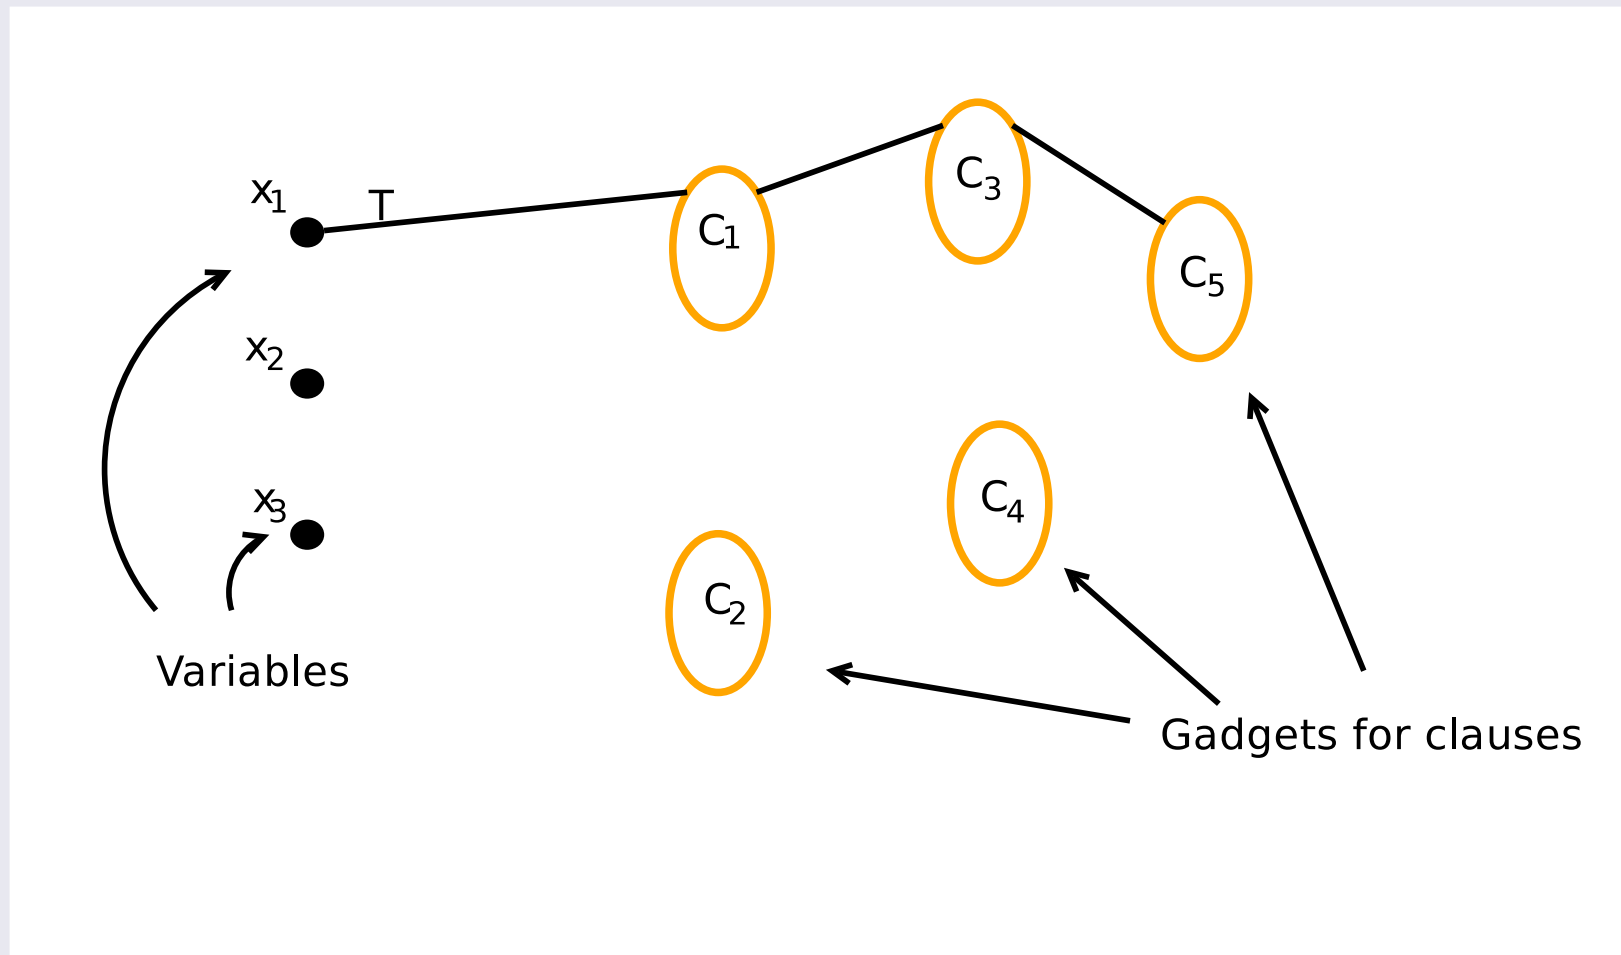 x₁
T
C₁
C₃
C₅
x₂
x₃
C₄
C₂
Variables
Gadgets for clauses